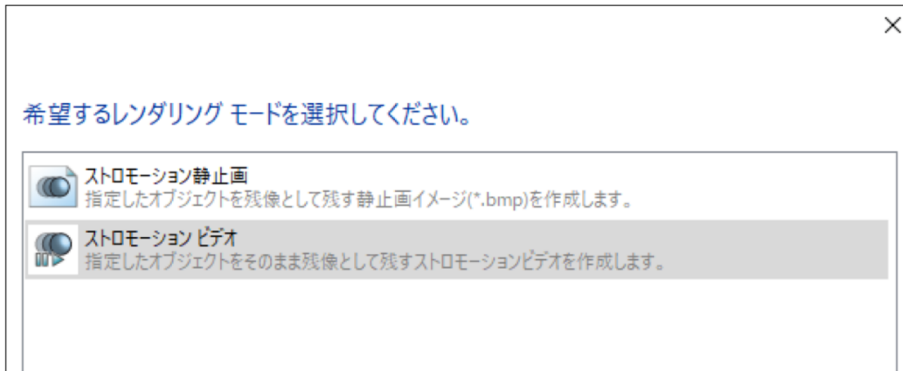 希望するレンダリング モードを選択してください。
ストロモーション静止画
指定したオブジェクトを残像として残す静止画イメージ(*.bmp)を作成します。
ストロモーション ビデオ
指定したオブジェクトをそのまま残像として残すストロモーションビデオを作成します。